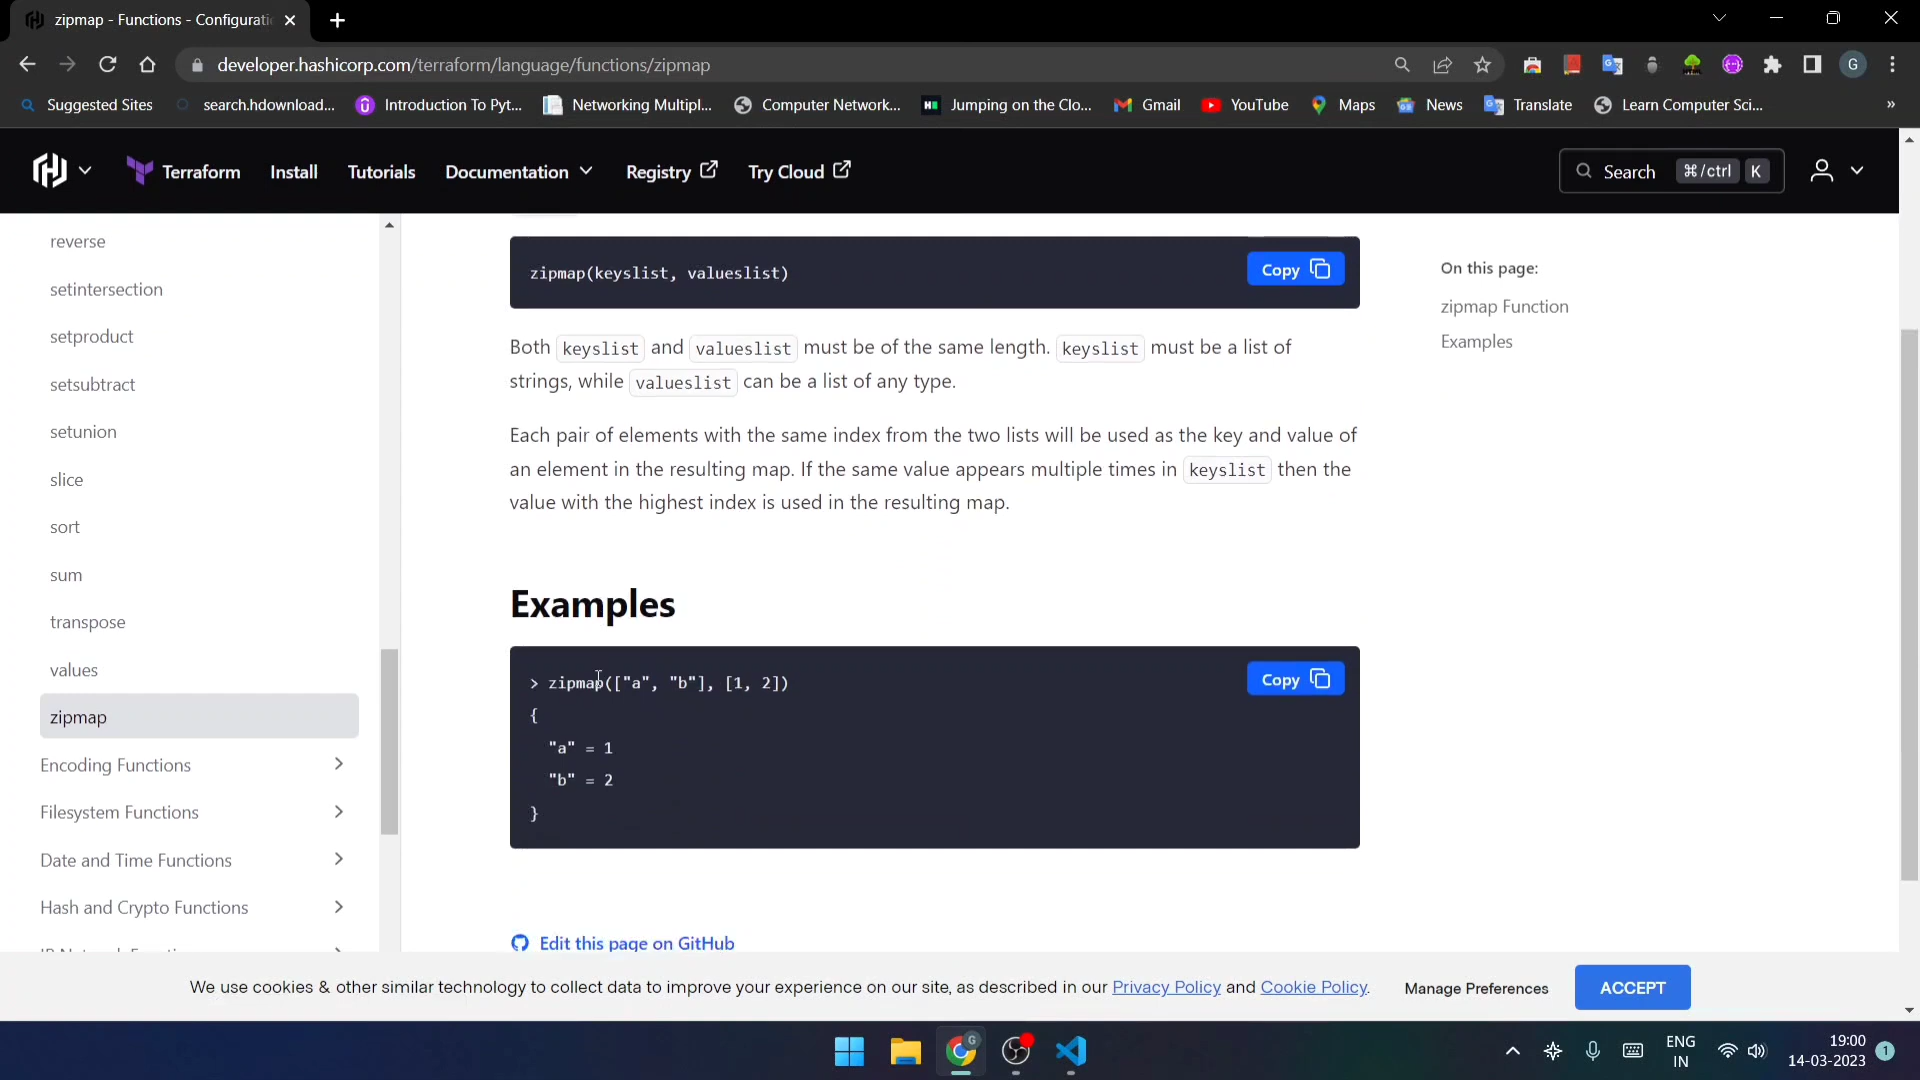 zipmap - Functions - Configurati
developer.hashicorp.com/terraform/language/functions/zipmap
G
Suggested Sites
search.hdownload...
Introduction To Pyt...
Networking Multipl...
Computer Network...
Jumping on the Clo...
Gmail
YouTube
Maps
News
Translate
Learn Computer Sci...
»
Terraform
Install
Tutorials
Documentation
Registry
Try Cloud
Search ⌘/ctrl K
reverse
setintersection
setproduct
setsubtract
setunion
slice
sort
sum
transpose
values
zipmap
Encoding Functions
Filesystem Functions
Date and Time Functions
Hash and Crypto Functions
zipmap(keyslist, valueslist)
Copy
Both keyslist and valueslist must be of the same length. keyslist must be a list of
strings, while valueslist can be a list of any type.
Each pair of elements with the same index from the two lists will be used as the key and value of
an element in the resulting map. If the same value appears multiple times in keyslist then the
value with the highest index is used in the resulting map.
Examples
> zipmap(["a", "b"], [1, 2])
Copy
{
"a" = 1
"b" = 2
}
Edit this page on GitHub
On this page:
zipmap Function
Examples
We use cookies & other similar technology to collect data to improve your experience on our site, as described in our Privacy Policy and Cookie Policy.
Manage Preferences
ACCEPT
G
ENG
IN
19:00
14-03-2023
1